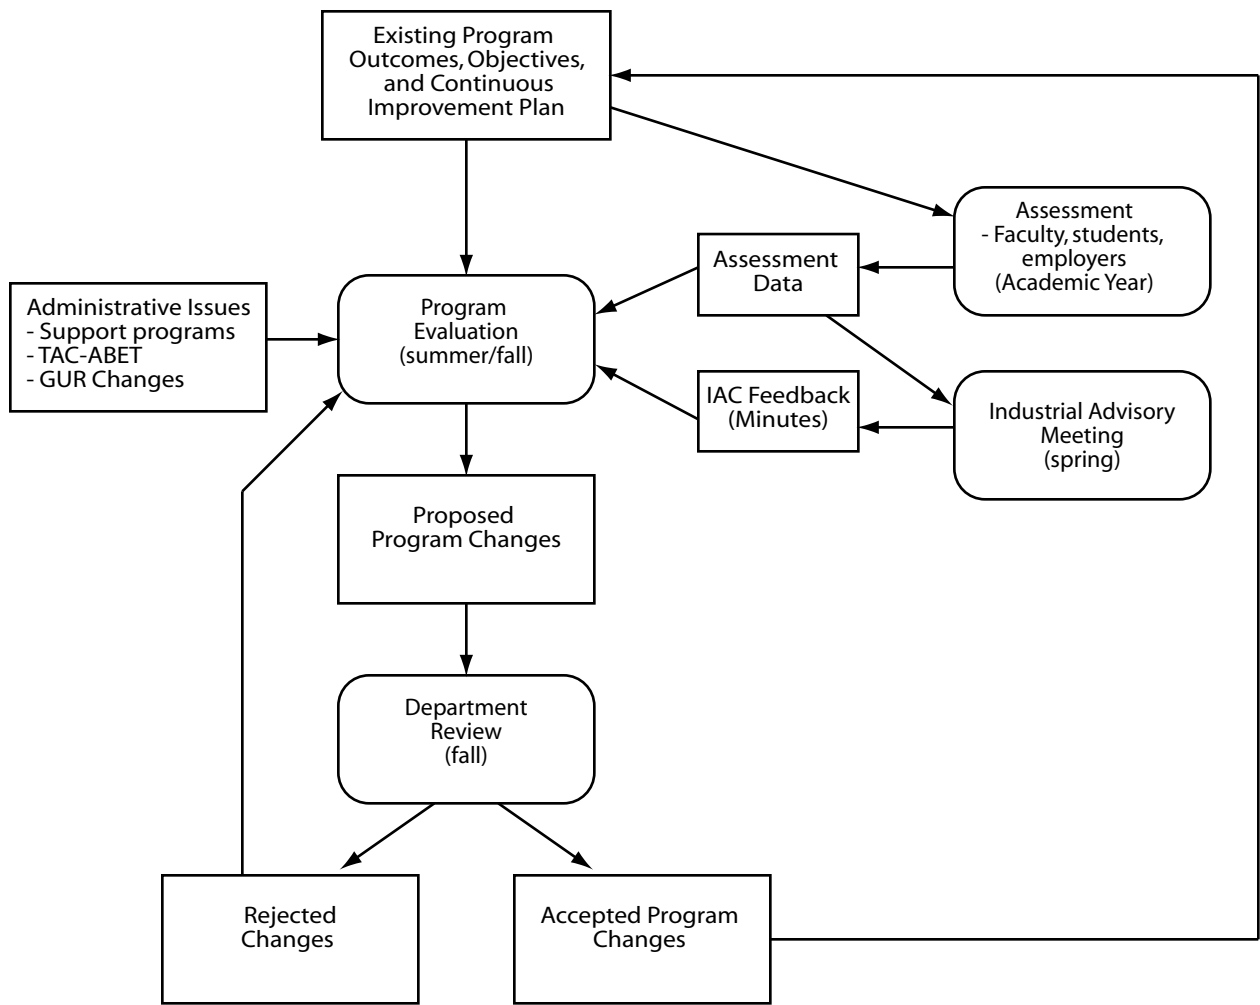 Existing Program
Outcomes, Objectives,
and Continuous
Improvement Plan
Assessment
- Faculty, students,
employers
(Academic Year)
Assessment
Data
Administrative Issues
- Support programs
- TAC-ABET
- GUR Changes
Program
Evaluation
(summer/fall)
IAC Feedback
(Minutes)
Industrial Advisory
Meeting
(spring)
Proposed
Program Changes
Department
Review
(fall)
Rejected
Changes
Accepted Program
Changes